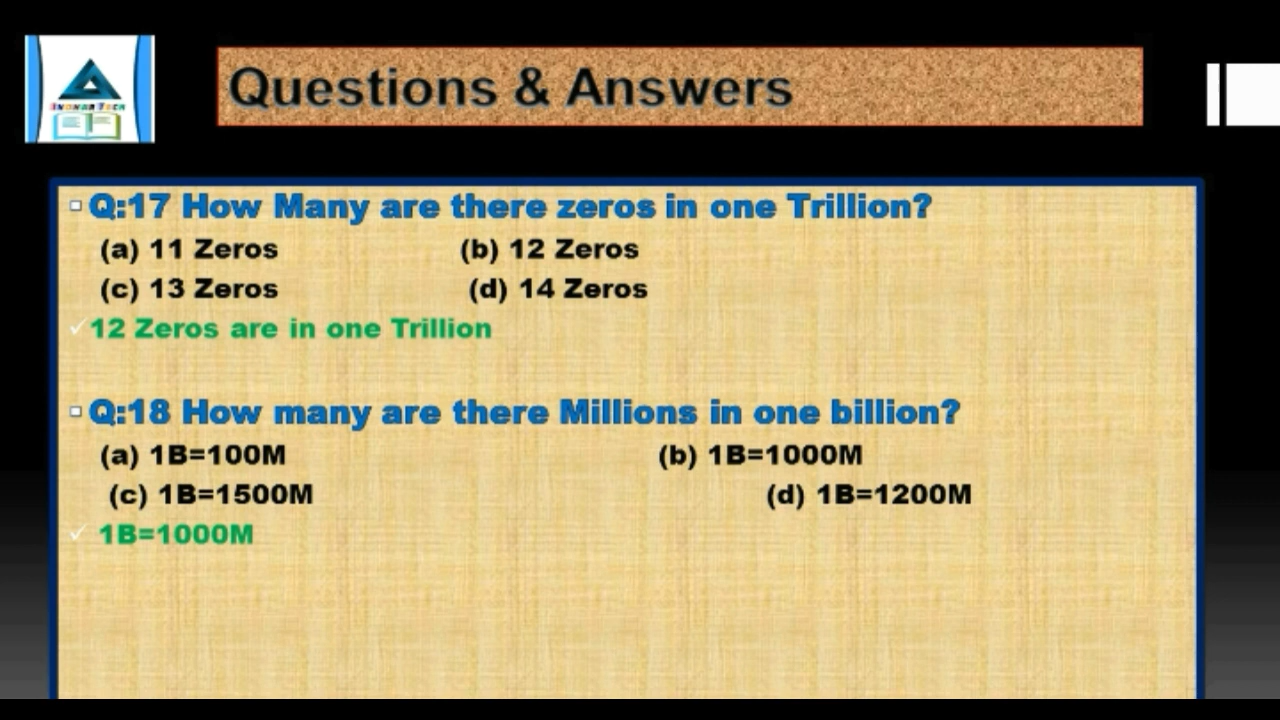 Questions & Answers
Q:17 How Many are there zeros in one Trillion?
(a) 11 Zeros (b) 12 Zeros
(c) 13 Zeros (d) 14 Zeros
12 Zeros are in one Trillion
Q:18 How many are there Millions in one billion?
(a) 1B=100M (b) 1B=1000M
(c) 1B=1500M (d) 1B=1200M
1B=1000M